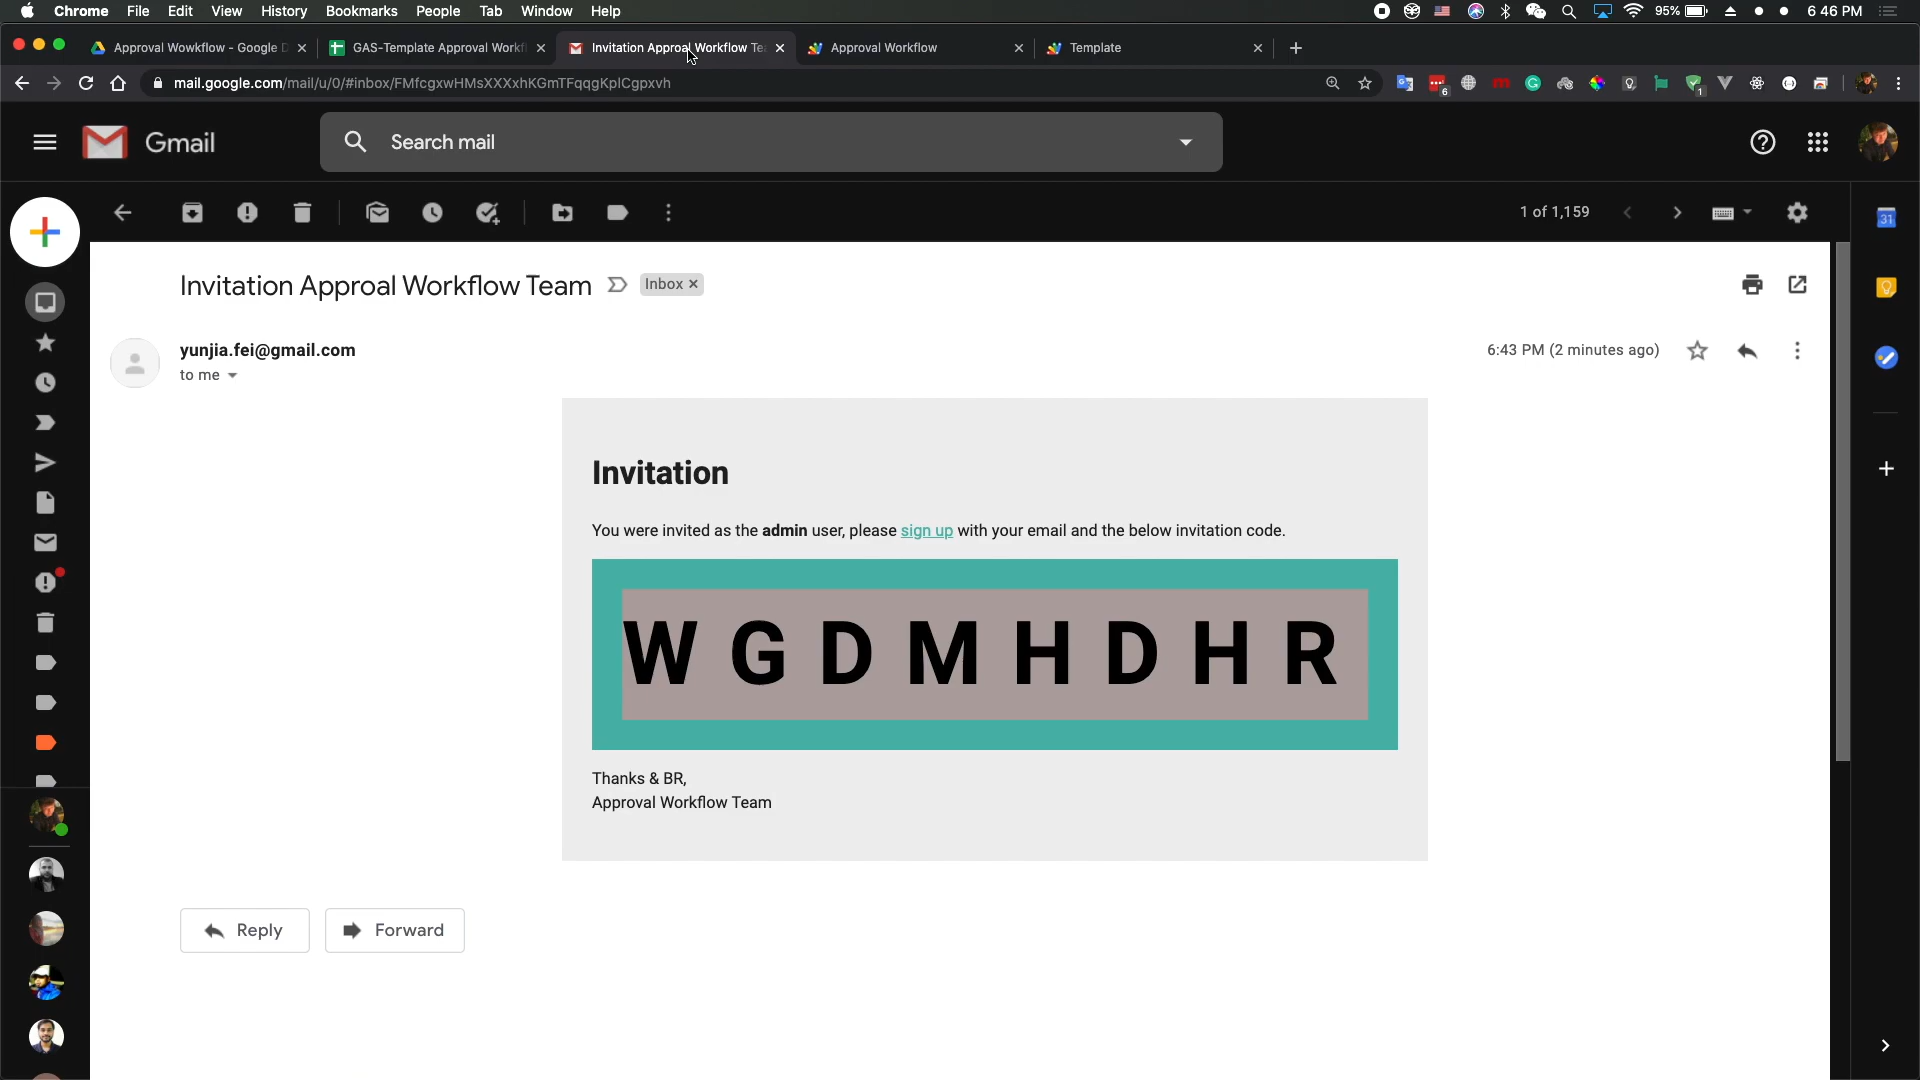 Chrome File Edit View History Bookmarks People Tab Window Help 95% 6 46 PM
Approval Wowkflow - Google D GAS-Template Approval Workf Invitation Approal Workflow Te Approval Workflow Template
mail.google.com/mail/u/0/#inbox/FMfcgxwHMsXXXxhKGmTFqqgKplCgpxvh 6 1
Gmail Search mail
1 of 1,159 31
Invitation Approal Workflow Team Inbox ×
yunjia.fei@gmail.com 6:43 PM (2 minutes ago)
to me
Invitation
You were invited as the admin user, please sign up with your email and the below invitation code.
W G D M H D H R
Thanks & BR,
Approval Workflow Team
Reply Forward